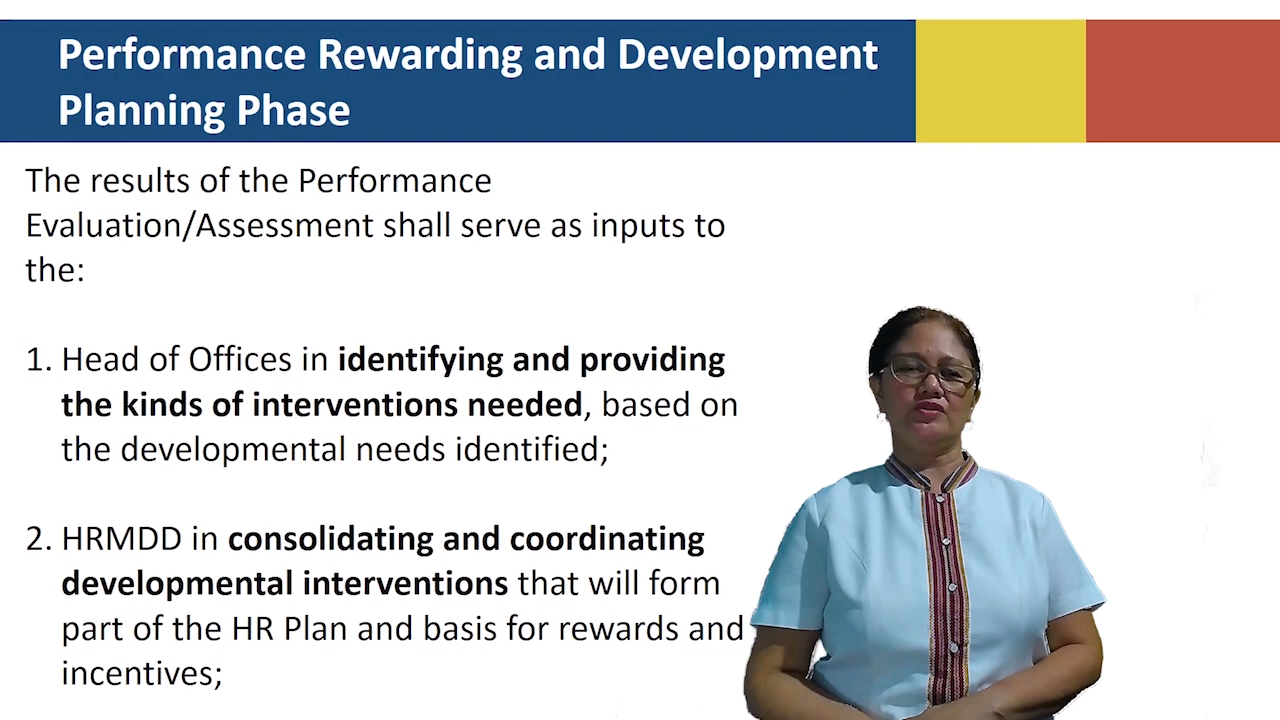 Performance Rewarding and Development
Planning Phase
The results of the Performance
Evaluation/Assessment shall serve as inputs to
the:
1. Head of Offices in identifying and providing
the kinds of interventions needed, based on
the developmental needs identified;
2. HRMDD in consolidating and coordinating
developmental interventions that will form
part of the HR Plan and basis for rewards and
incentives;